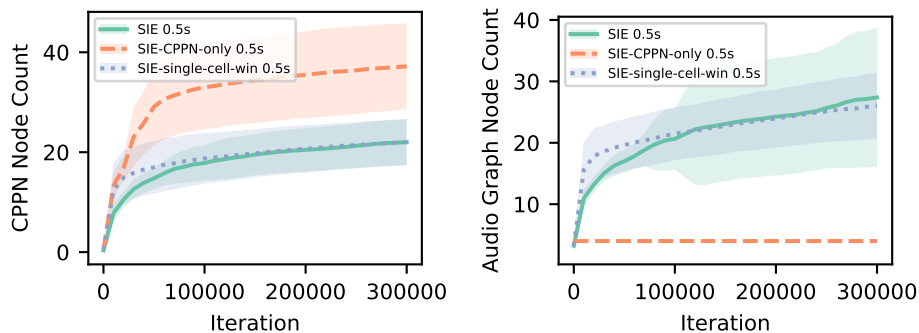 CPPN Node Count
40
20
0
SIE 0.5s
SIE-CPPN-only 0.5s
SIE-single-cell-win 0.5s
0
100000
200000
300000
Iteration
Audio Graph Node Count
40
30
20
10
SIE 0.5s
SIE-CPPN-only 0.5s
SIE-single-cell-win 0.5s
0
100000
200000
300000
Iteration